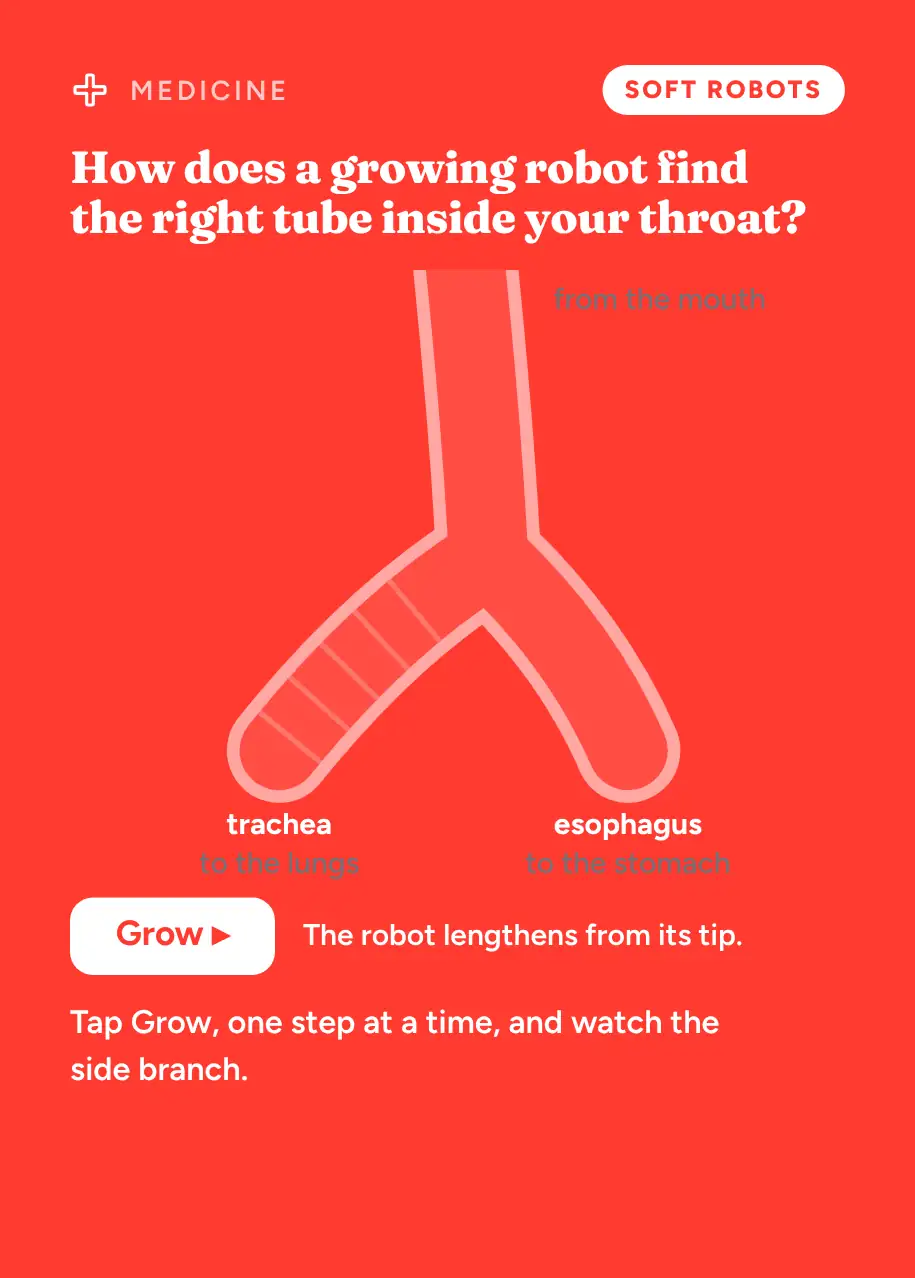 MEDICINE
SOFT ROBOTS
How does a growing robot find
the right tube inside your throat?
from the mouth
trachea
esophagus
to the lungs
to the stomach
Grow ▸
The robot lengthens from its tip.
Tap Grow, one step at a time, and watch the
side branch.